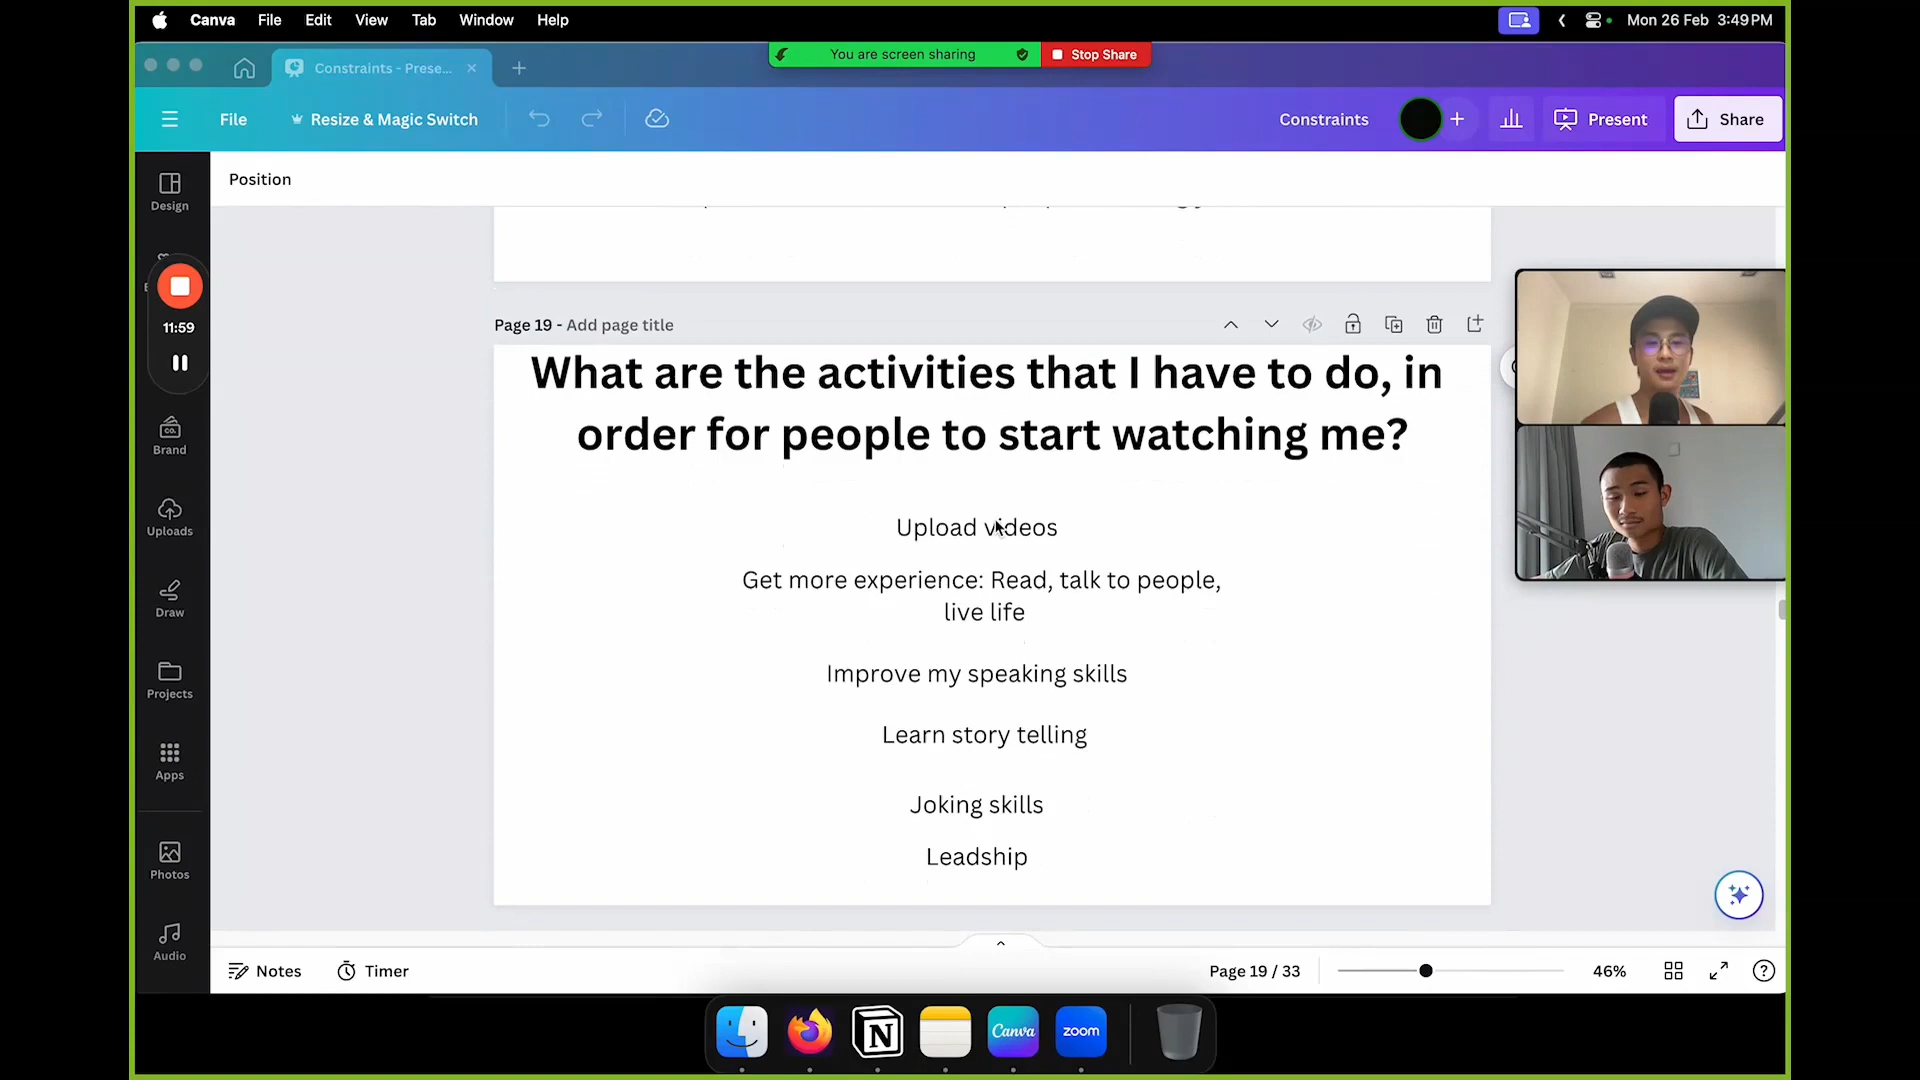 Canva File Edit View Tab Window Help
Mon 26 Feb 3:49 PM
Constraints - Prese...
You are screen sharing
Stop Share
File
Resize & Magic Switch
Constraints
Present
Share
Position
Design
11:59
Brand
Uploads
Draw
Projects
Apps
Photos
Audio
Page 19 - Add page title
What are the activities that I have to do, in
order for people to start watching me?
Upload videos
Get more experience: Read, talk to people,
live life
Improve my speaking skills
Learn story telling
Joking skills
Leadship
Notes
Timer
Page 19 / 33
46%
Canva
zoom